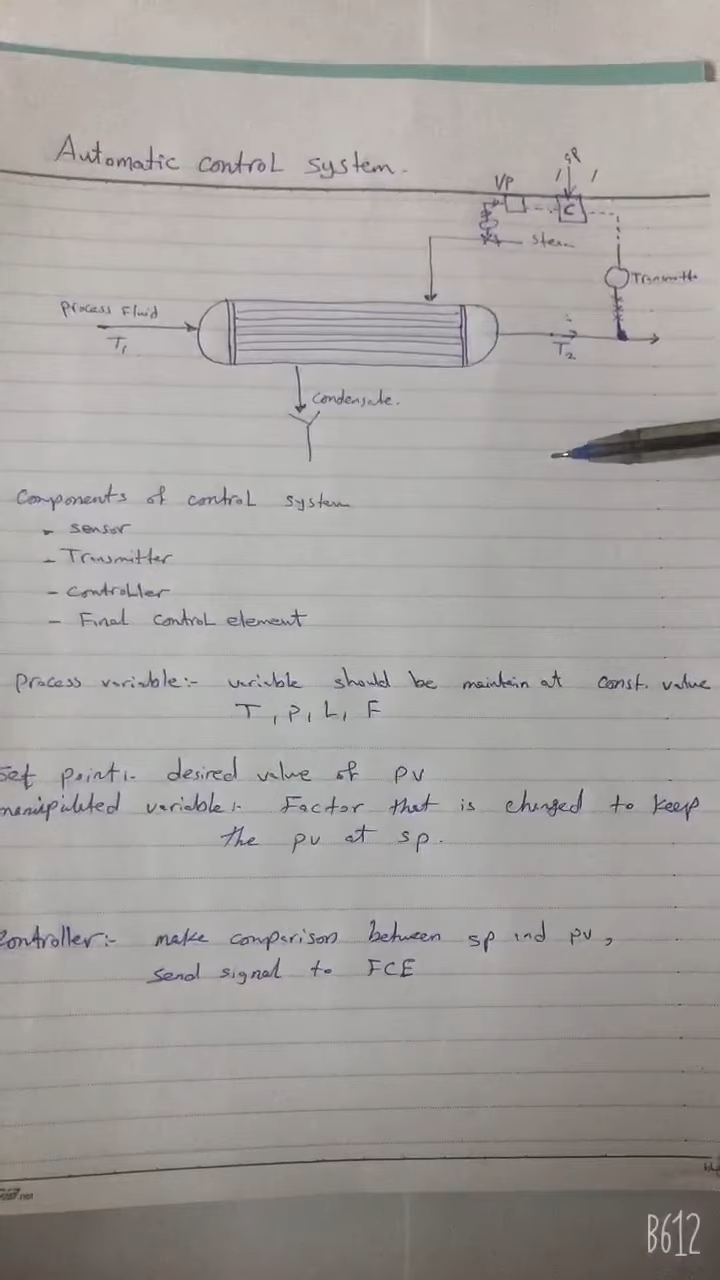 Automatic control system.
SP
VP
C
steam
Transmitte
Process Fluid
T1
T2
Condensate.
Components of control system
- sensor
- Transmitter
- controller
- Final control element
Process variable:- variable should be maintain at const. value
T, P, L, F
Set point:- desired value of PV
manipulated variable:- Factor that is changed to keep
the pv at sp.
Controller:- make comparison between sp and pv,
send signal to FCE
B612